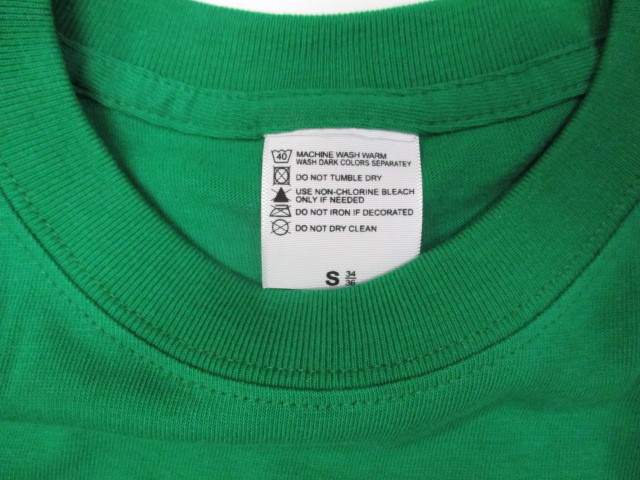 40 MACHINE WASH WARM
WASH DARK COLORS SEPARATEY
DO NOT TUMBLE DRY
USE NON-CHLORINE BLEACH
ONLY IF NEEDED
DO NOT IRON IF DECORATED
DO NOT DRY CLEAN
S 34
36